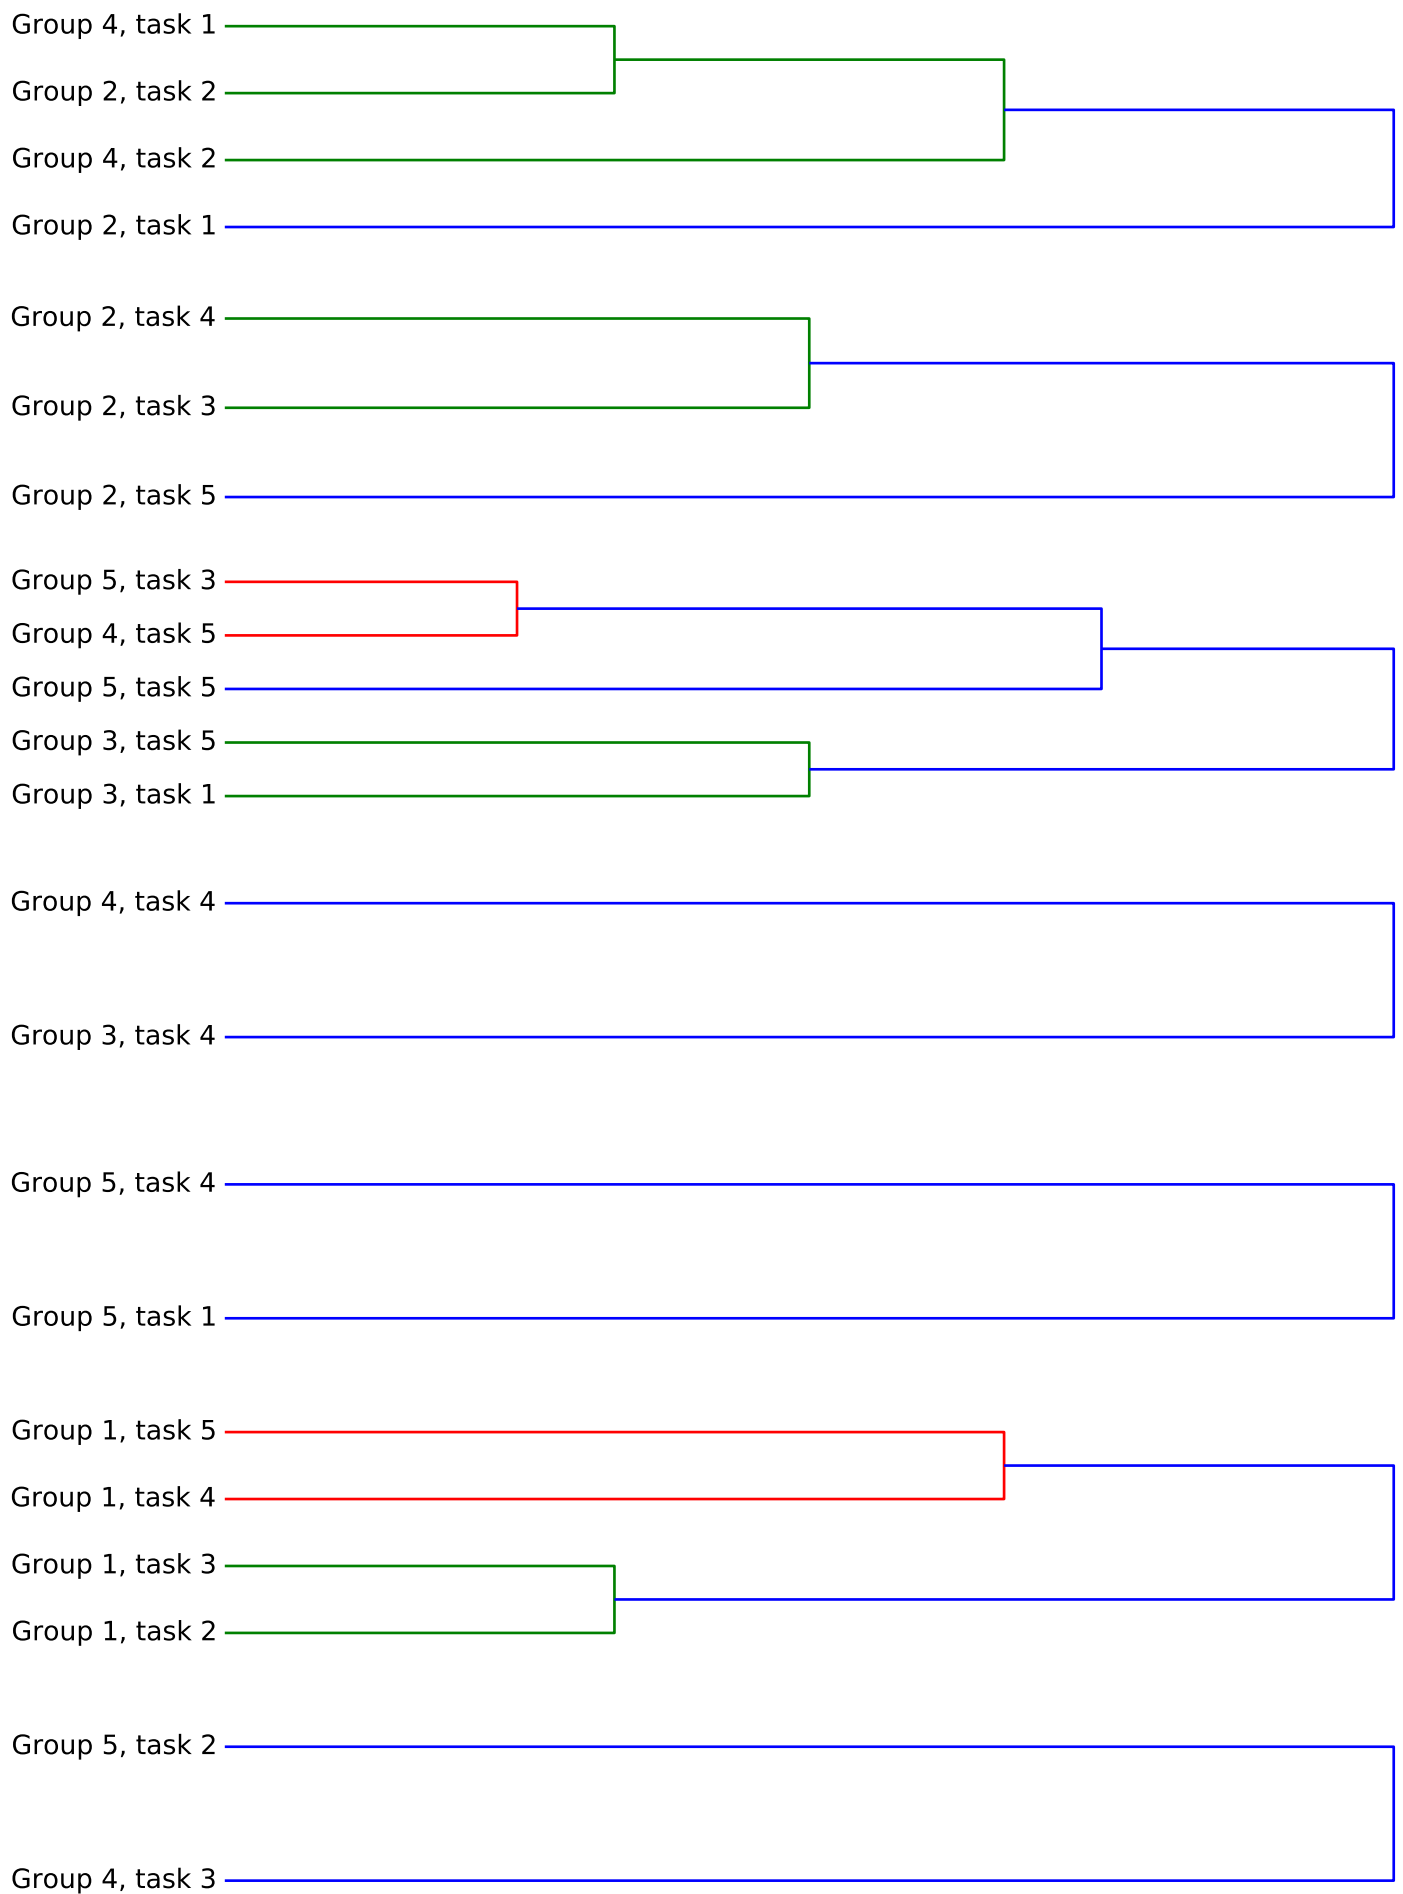 Group 4, task 1
Group 2, task 2
Group 4, task 2
Group 2, task 1
Group 2, task 4
Group 2, task 3
Group 2, task 5
Group 5, task 3
Group 4, task 5
Group 5, task 5
Group 3, task 5
Group 3, task 1
Group 4, task 4
Group 3, task 4
Group 5, task 4
Group 5, task 1
Group 1, task 5
Group 1, task 4
Group 1, task 3
Group 1, task 2
Group 5, task 2
Group 4, task 3